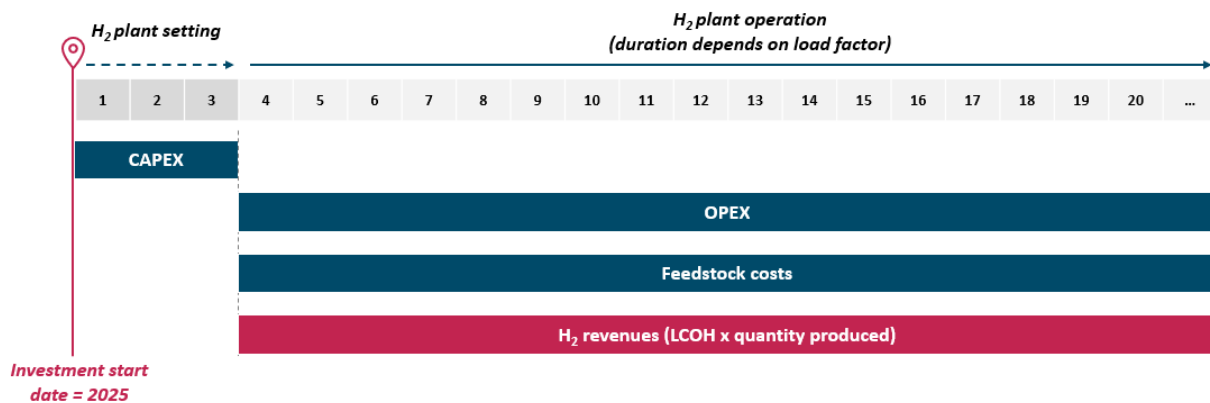 H₂ plant setting
H₂ plant operation
(duration depends on load factor)
1 2 3 4 5 6 7 8 9 10 11 12 13 14 15 16 17 18 19 20 ...
CAPEX
OPEX
Feedstock costs
H₂ revenues (LCOH x quantity produced)
Investment start
date = 2025